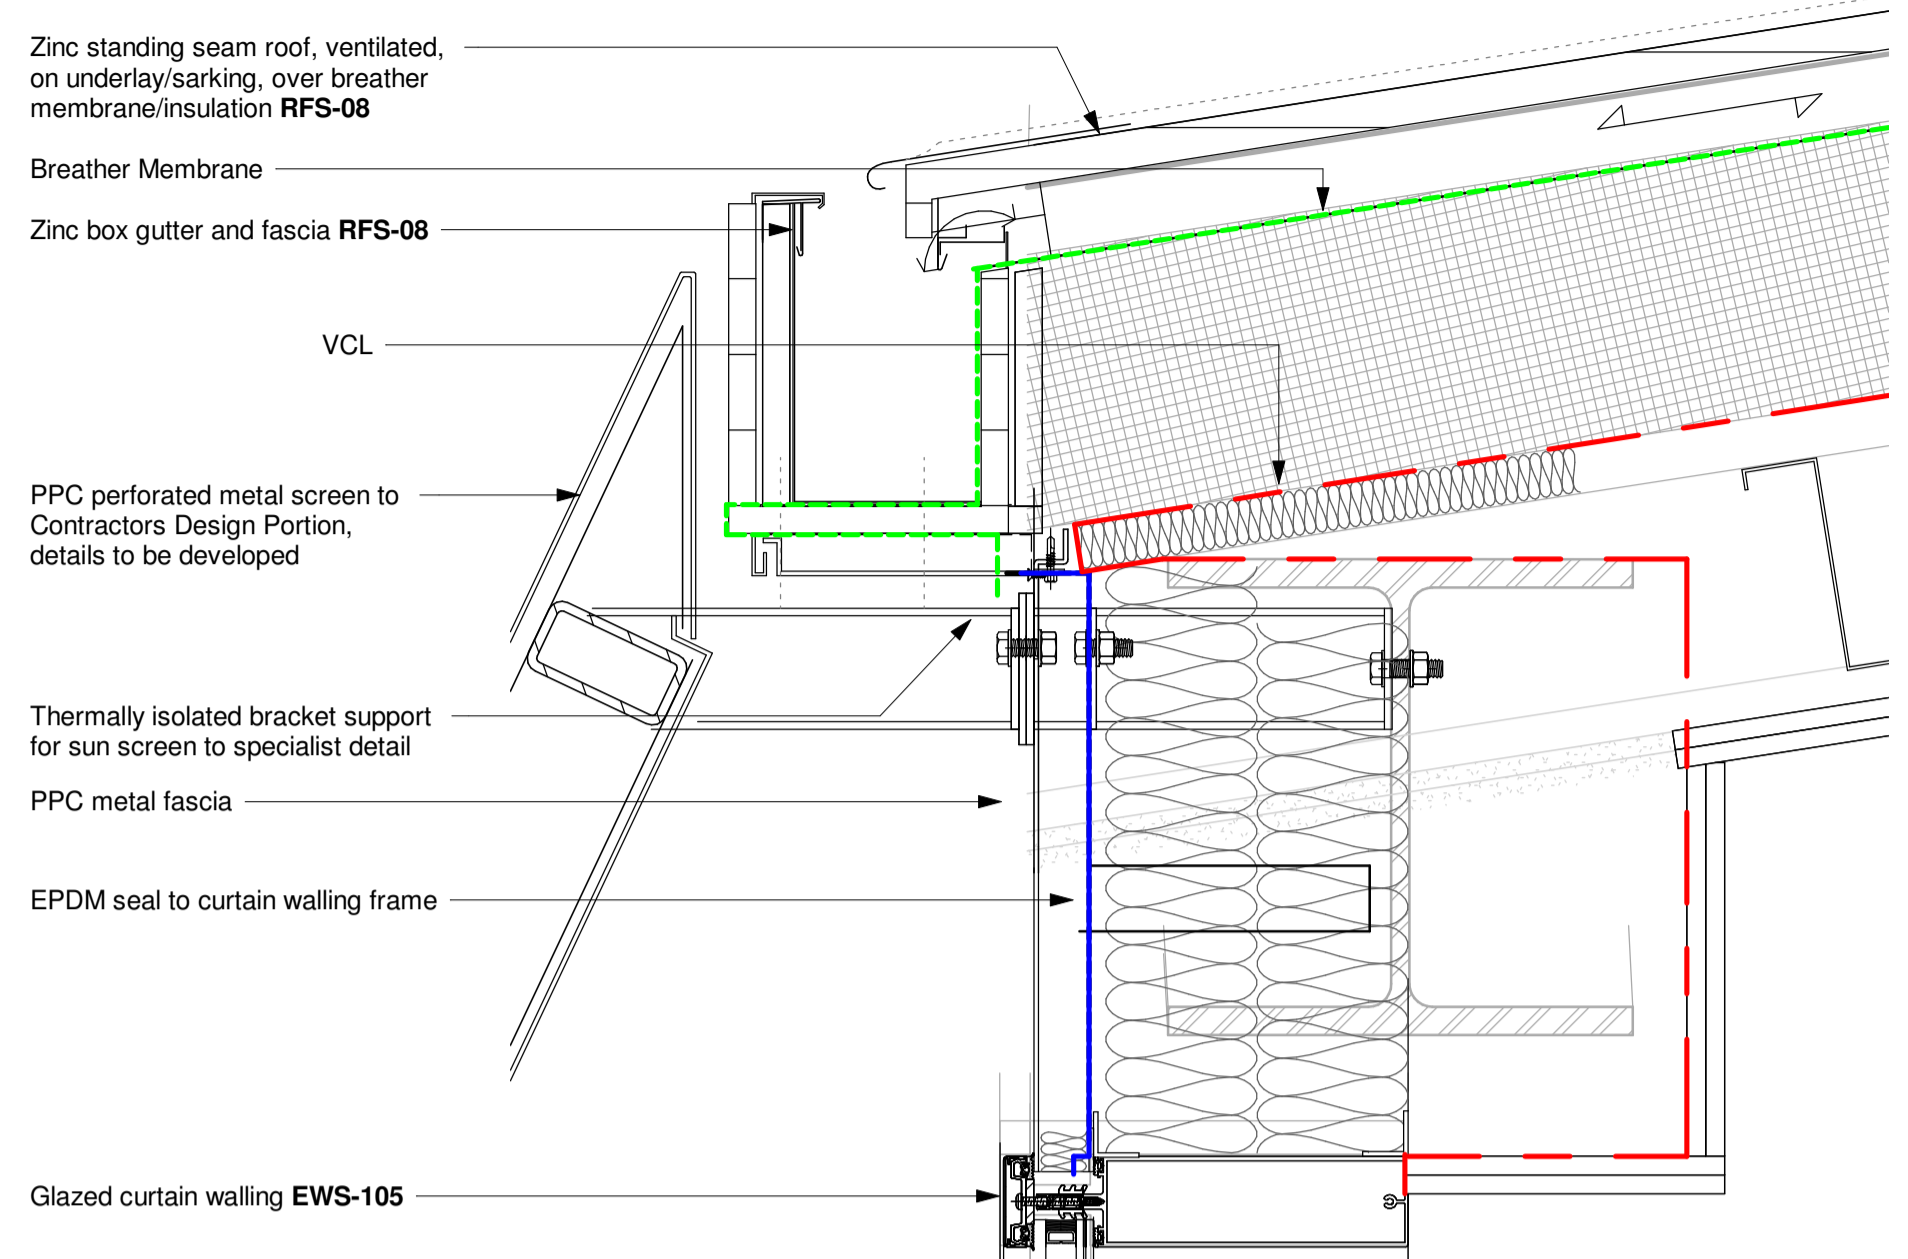 Zinc standing seam roof, ventilated,
on underlay/sarking, over breather
membrane/insulation RFS-08
Breather Membrane
Zinc box gutter and fascia RFS-08
VCL
PPC perforated metal screen to
Contractors Design Portion,
details to be developed
Thermally isolated bracket support
for sun screen to specialist detail
PPC metal fascia
EPDM seal to curtain walling frame
Glazed curtain walling EWS-105